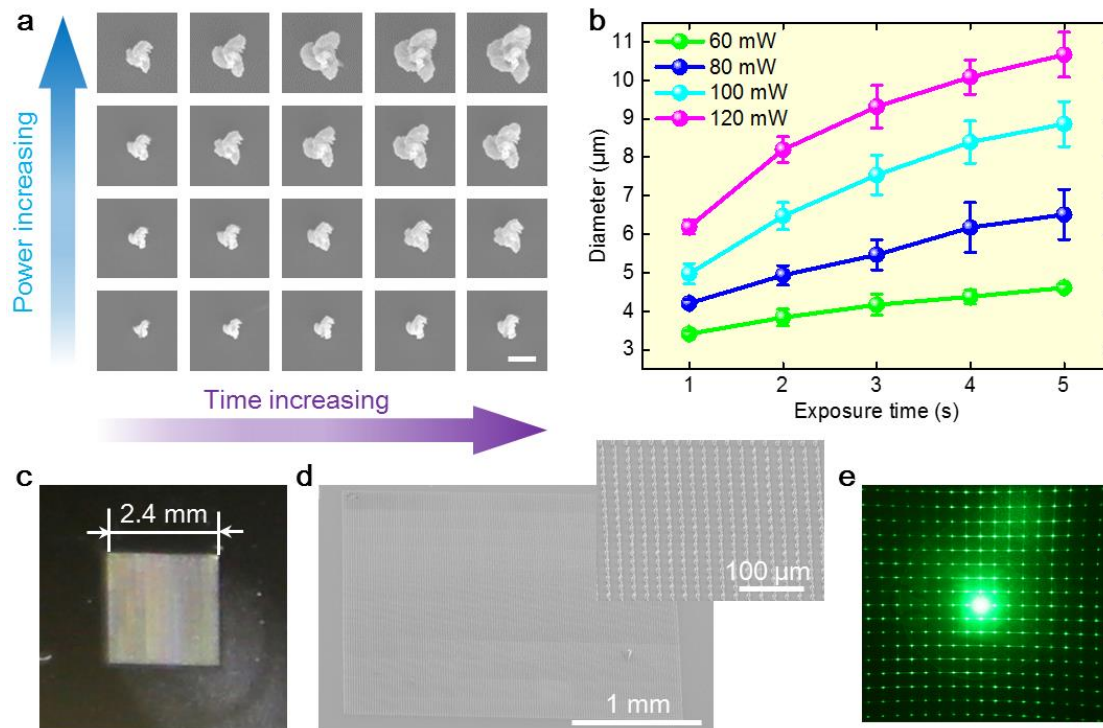 a
Power increasing
Time increasing
b
60 mW
80 mW
100 mW
120 mW
Diameter (µm)
11
10
9
8
7
6
5
4
3
1 2 3 4 5
Exposure time (s)
c
2.4 mm
d
100 µm
1 mm
e